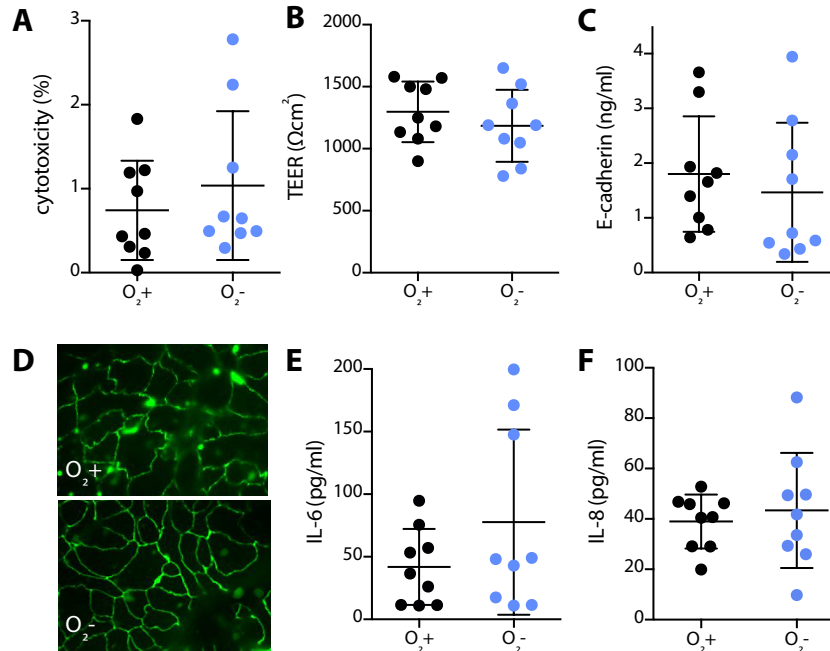 A
cytotoxicity (%)
3
2
1
0
O₂+
O₂-
B
TEER (Ωcm²)
2000
1500
1000
500
0
O₂+
O₂-
C
E-cadherin (ng/ml)
4
3
2
1
0
O₂+
O₂-
D
O₂+
O₂-
E
IL-6 (pg/ml)
200
150
100
50
0
O₂+
O₂-
F
IL-8 (pg/ml)
100
80
60
40
20
0
O₂+
O₂-